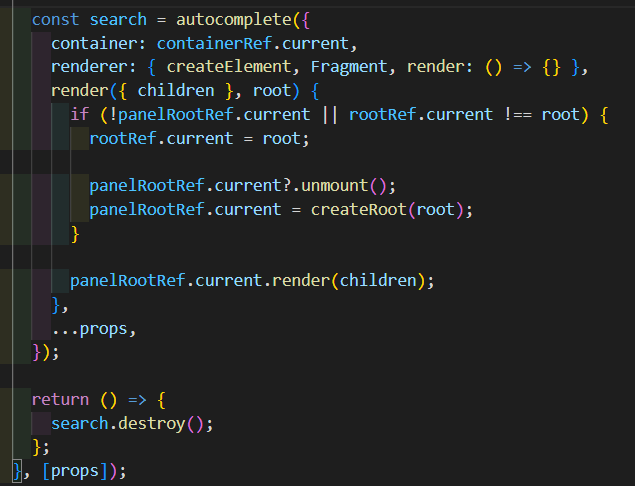 const search = autocomplete({
container: containerRef.current,
renderer: { createElement, Fragment, render: () => {} },
render({ children }, root) {
if (!panelRootRef.current || rootRef.current !== root) {
rootRef.current = root;
panelRootRef.current?.unmount();
panelRootRef.current = createRoot(root);
}
panelRootRef.current.render(children);
},
...props,
});
return () => {
search.destroy();
};
}, [props]);